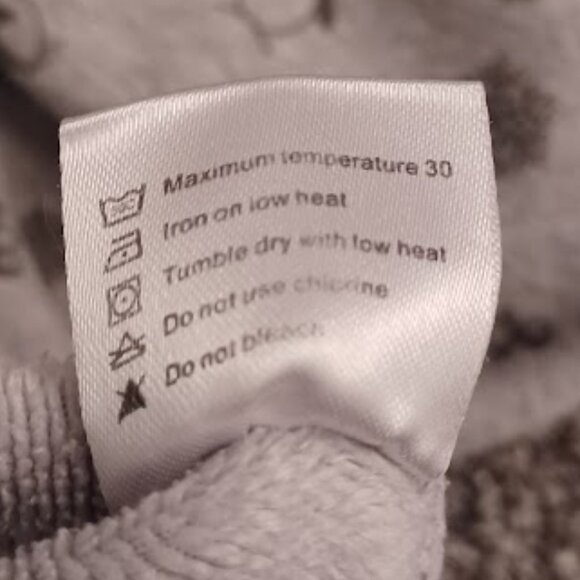 Maximum temperature 30
Iron on low heat
Tumble dry with low heat
Do not use chlorine
Do not bleach